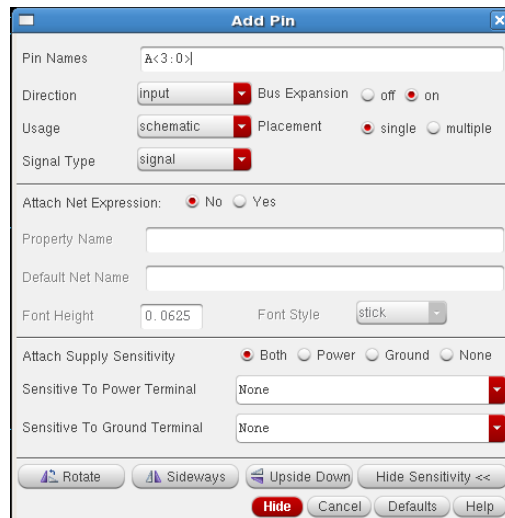 Add Pin
Pin Names A<3:0>
Direction input Bus Expansion off on
Usage schematic Placement single multiple
Signal Type signal
Attach Net Expression: No Yes
Property Name
Default Net Name
Font Height 0.0625 Font Style stick
Attach Supply Sensitivity Both Power Ground None
Sensitive To Power Terminal None
Sensitive To Ground Terminal None
Rotate Sideways Upside Down Hide Sensitivity <<
Hide Cancel Defaults Help